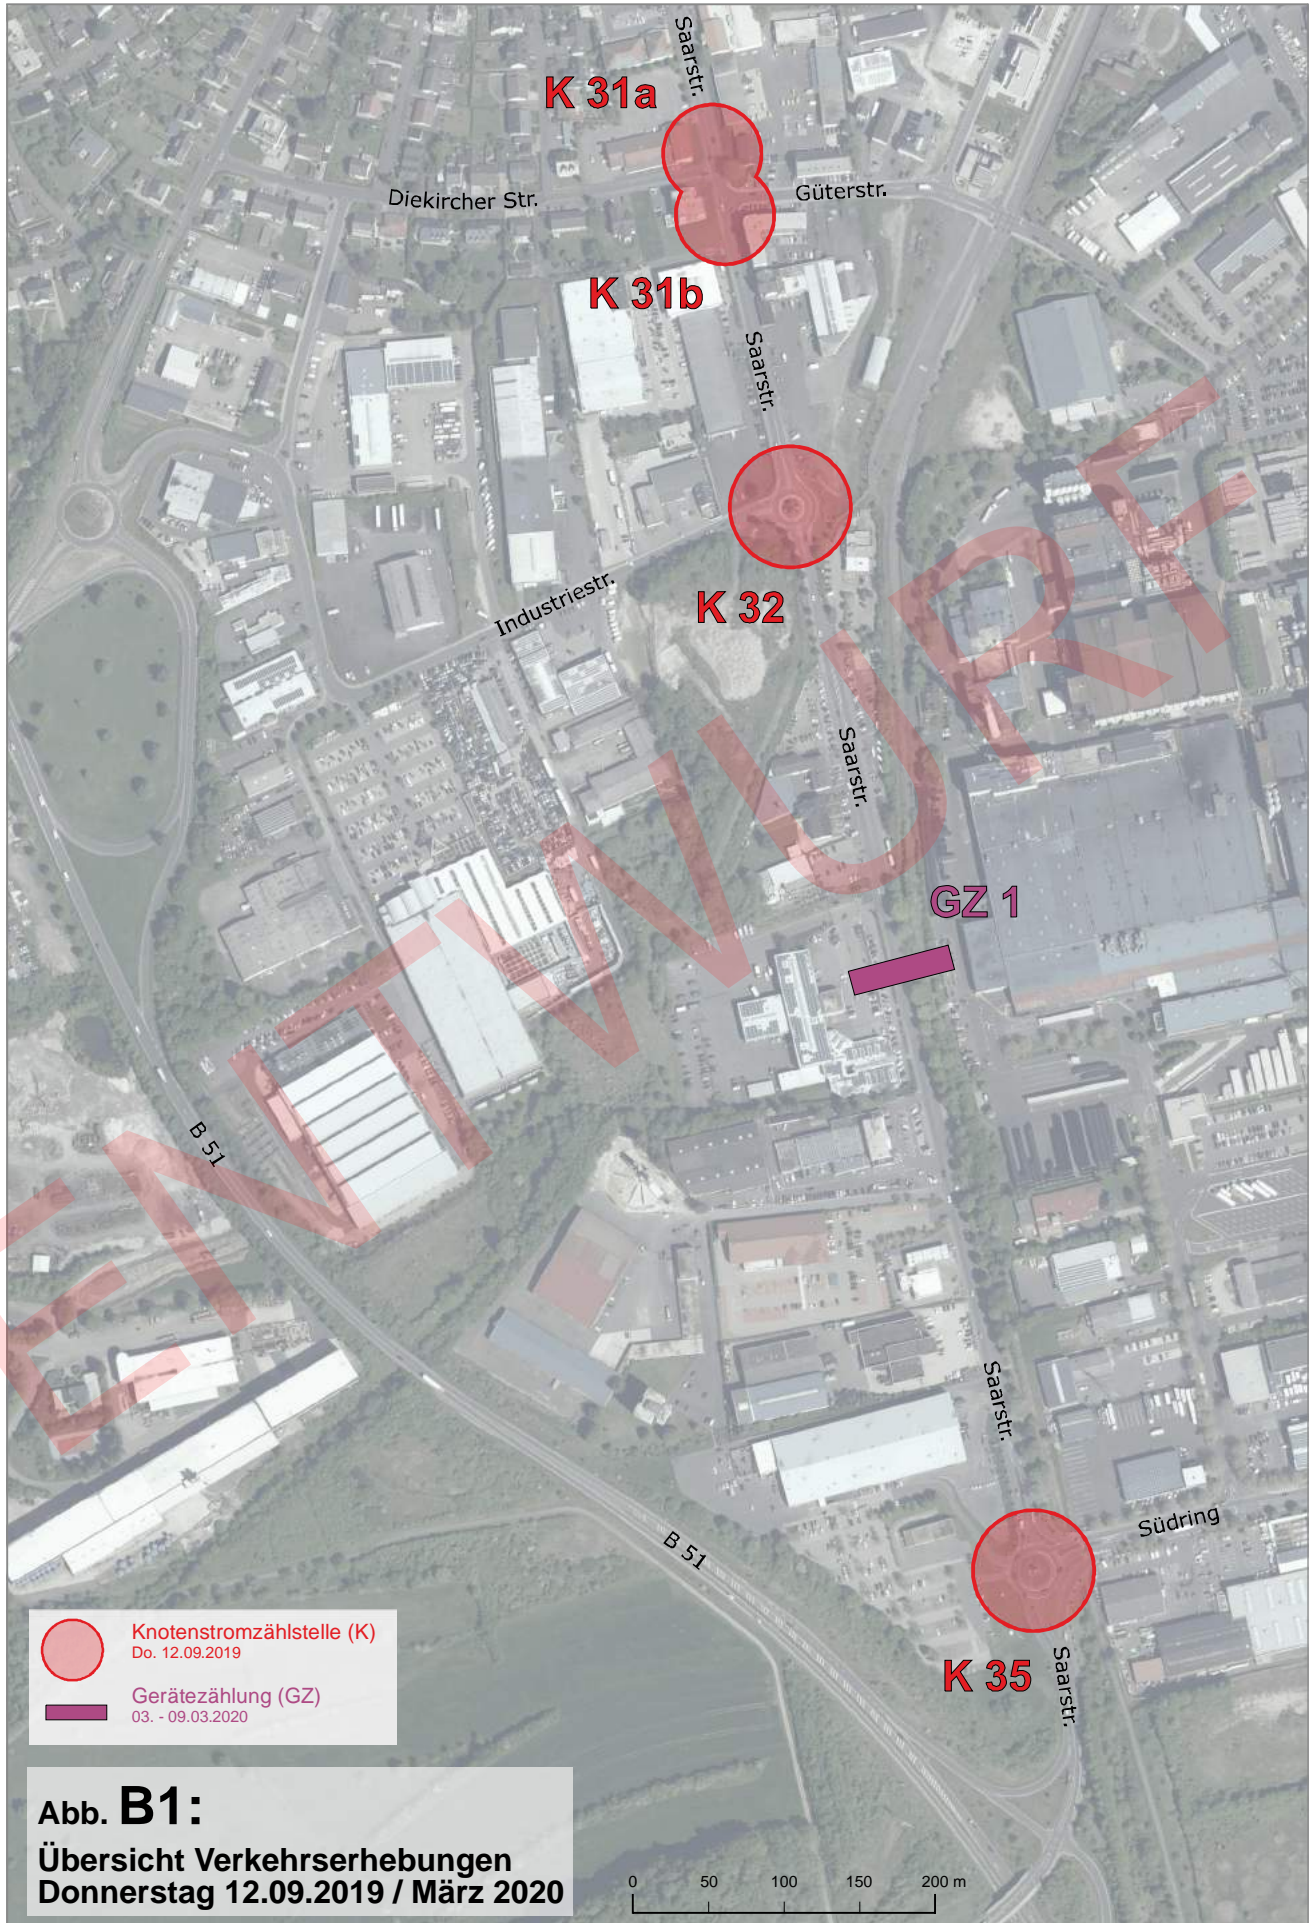 Saarstr.
K 31a
Diekircher Str.
Güterstr.
K 31b
Saarstr.
Industriestr.
K 32
Saarstr.
GZ 1
B 51
ENTWURF
Saarstr.
Südring
B 51
K 35
Saarstr.
Knotenstromzählstelle (K)
Do. 12.09.2019
Gerätezählung (GZ)
03. - 09.03.2020
Abb. B1:
Übersicht Verkehrserhebungen
Donnerstag 12.09.2019 / März 2020
0 50 100 150 200 m